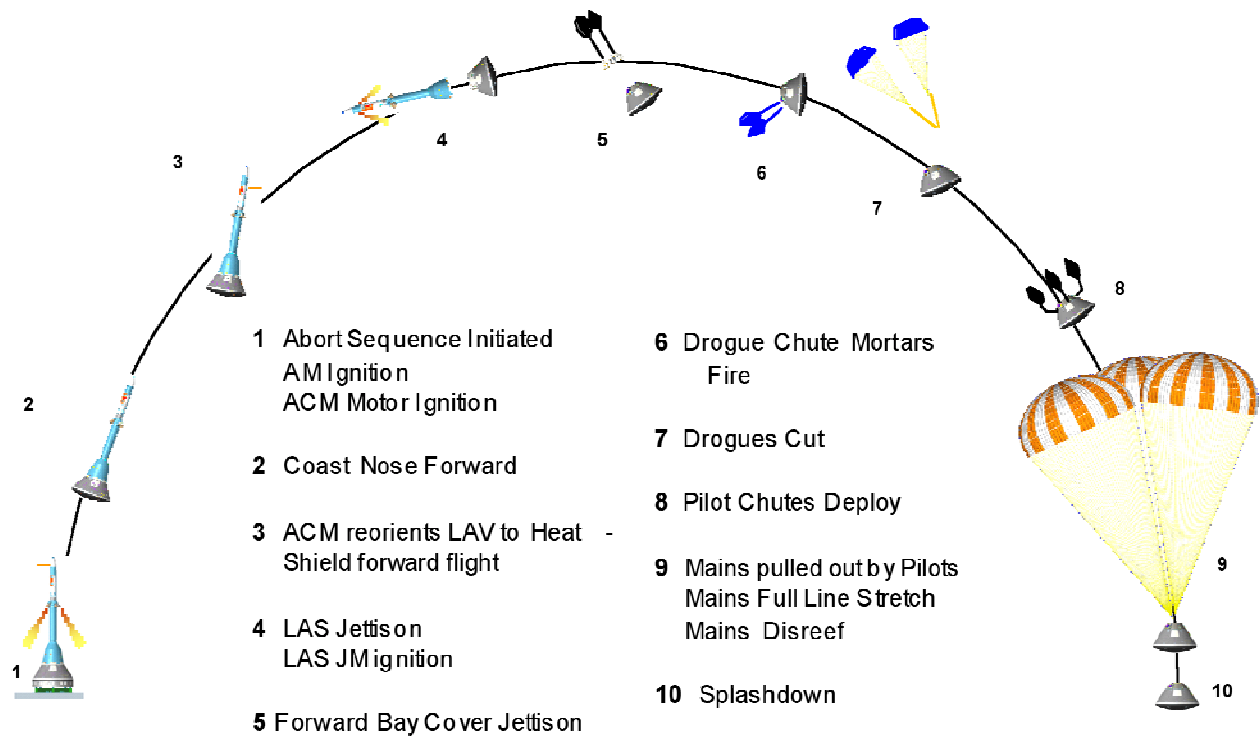 3
4
5
6
7
8
2
9
1
10
1 Abort Sequence Initiated
AM Ignition
ACM Motor Ignition
2 Coast Nose Forward
3 ACM reorients LAV to Heat -
Shield forward flight
4 LAS Jettison
LAS JM ignition
5 Forward Bay Cover Jettison
6 Drogue Chute Mortars
Fire
7 Drogues Cut
8 Pilot Chutes Deploy
9 Mains pulled out by Pilots
Mains Full Line Stretch
Mains Disreef
10 Splashdown